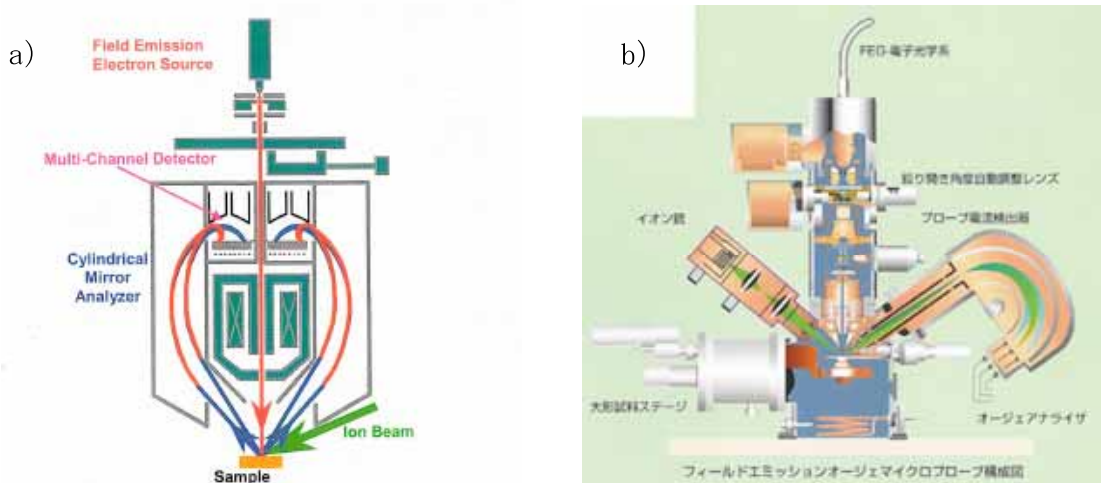 a)
Field Emission
Electron Source
Multi-Channel Detector
Cylindrical
Mirror
Analyzer
Ion Beam
Sample
b)
FEG-電子光学系
絞り開き角度自動調整レンズ
プローブ電流検出器
イオン銃
大形試料ステージ
オージェアナライザ
フィールドエミッションオージェマイクロプローブ構成図